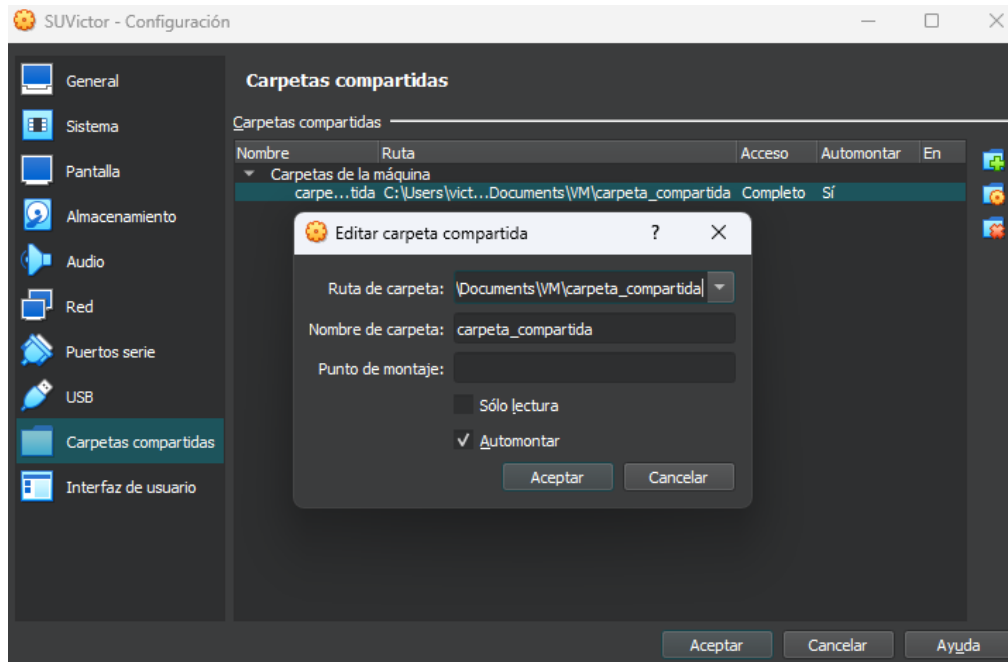 SUVictor - Configuración
General
Sistema
Pantalla
Almacenamiento
Audio
Red
Puertos serie
USB
Carpetas compartidas
Interfaz de usuario
Carpetas compartidas
Carpetas compartidas
Nombre Ruta Acceso Automontar En
Carpetas de la máquina
carpe...tida C:\Users\vict...Documents\VM\carpeta_compartida Completo Sí
Editar carpeta compartida ?
Ruta de carpeta: \Documents\VM\carpeta_compartida
Nombre de carpeta: carpeta_compartida
Punto de montaje:
Sólo lectura
Automontar
Aceptar Cancelar
Aceptar Cancelar Ayuda